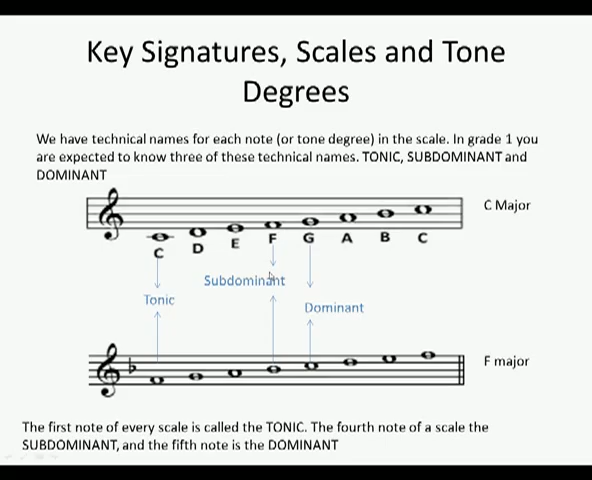 Key Signatures, Scales and Tone
Degrees
We have technical names for each note (or tone degree) in the scale. In grade 1 you
are expected to know three of these technical names. TONIC, SUBDOMINANT and
DOMINANT
C Major
C D E F G A B C
Subdominant
Tonic
Dominant
F major
The first note of every scale is called the TONIC. The fourth note of a scale the
SUBDOMINANT, and the fifth note is the DOMINANT